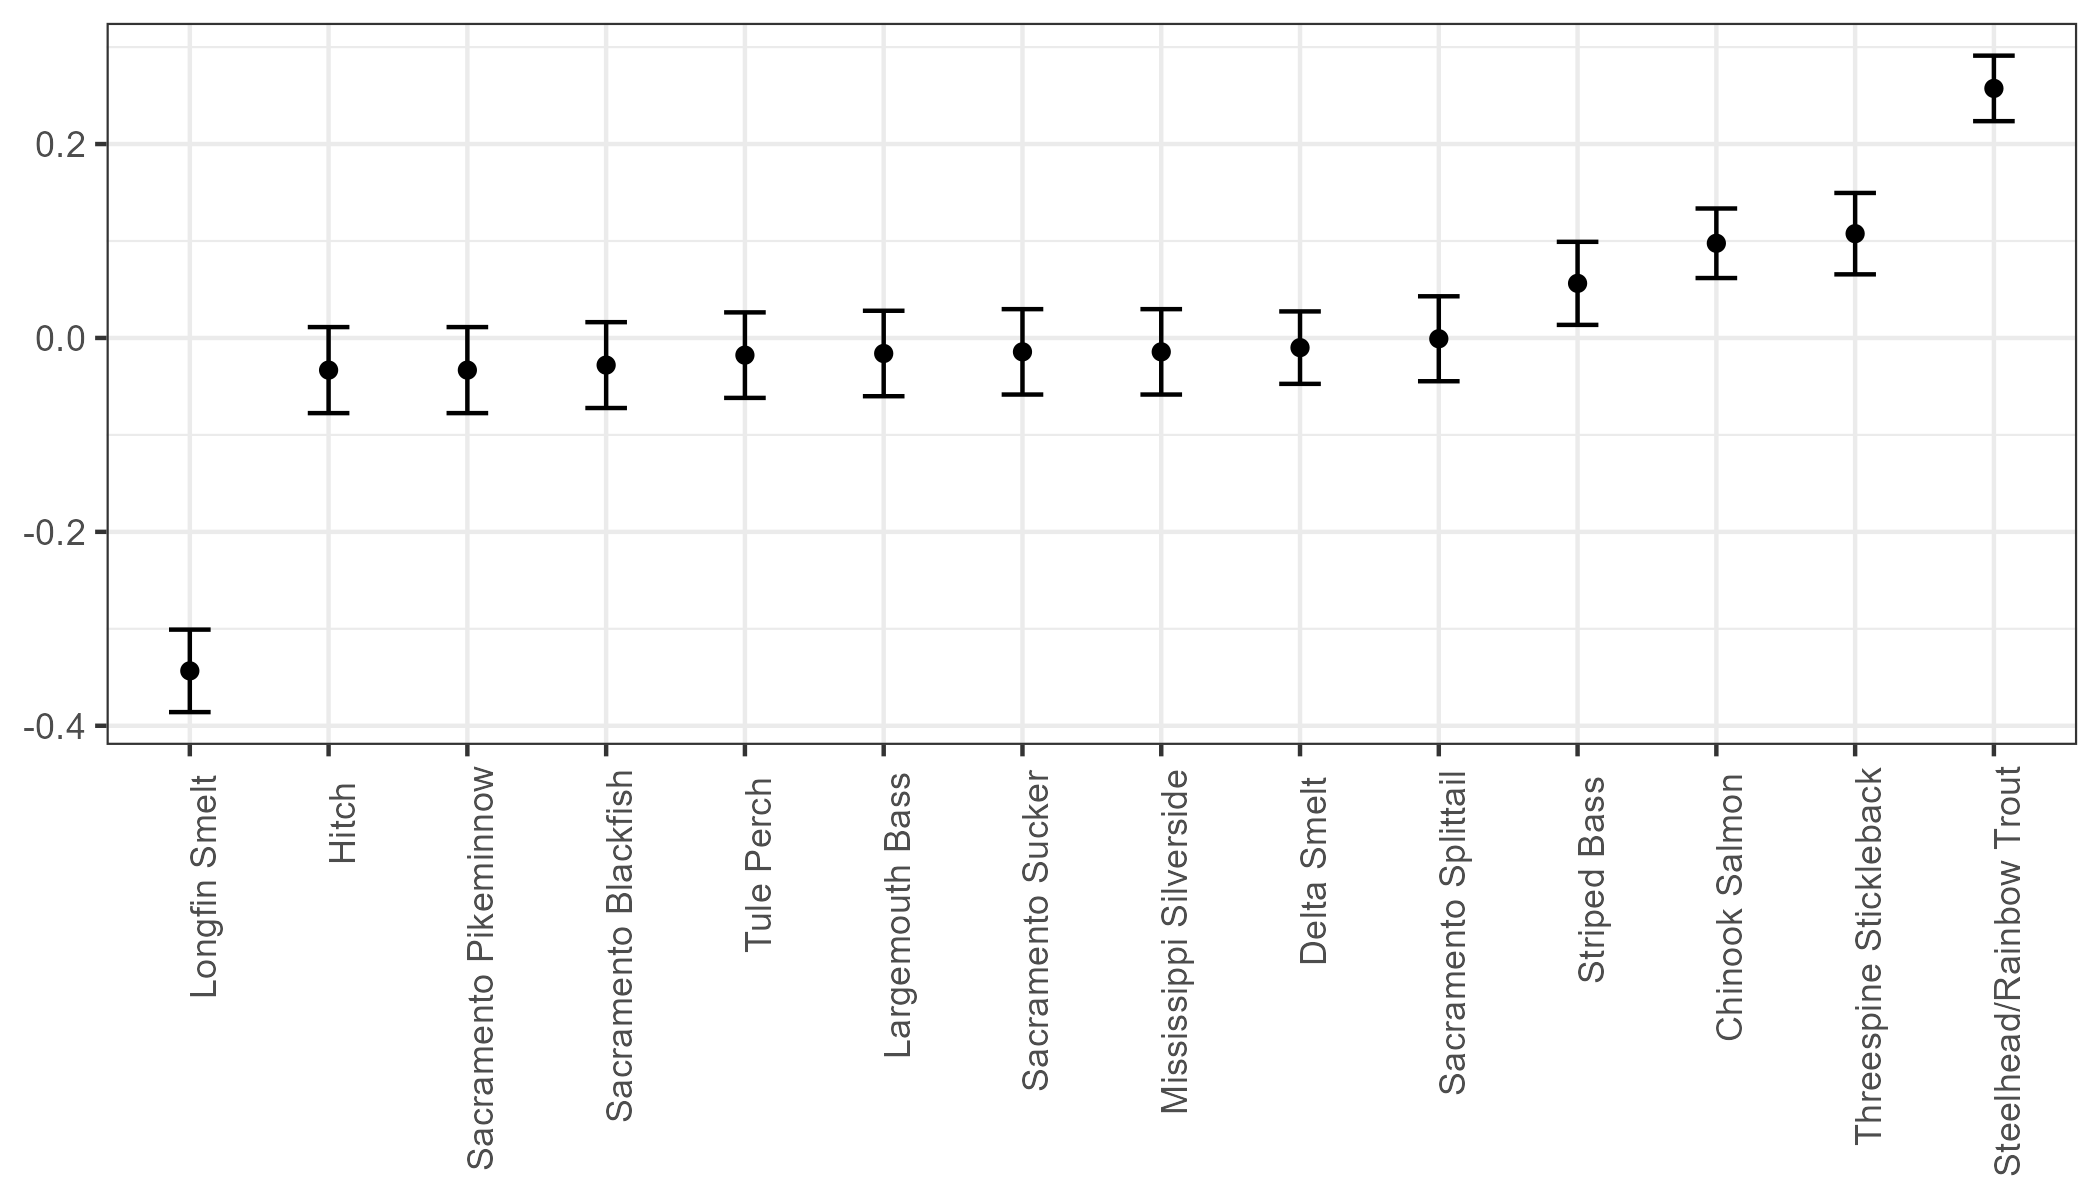 0.2
0.0
-0.2
-0.4
Longfin Smelt
Hitch
Sacramento Pikeminnow
Sacramento Blackfish
Tule Perch
Largemouth Bass
Sacramento Sucker
Mississippi Silverside
Delta Smelt
Sacramento Splittail
Striped Bass
Chinook Salmon
Threespine Stickleback
Steelhead/Rainbow Trout